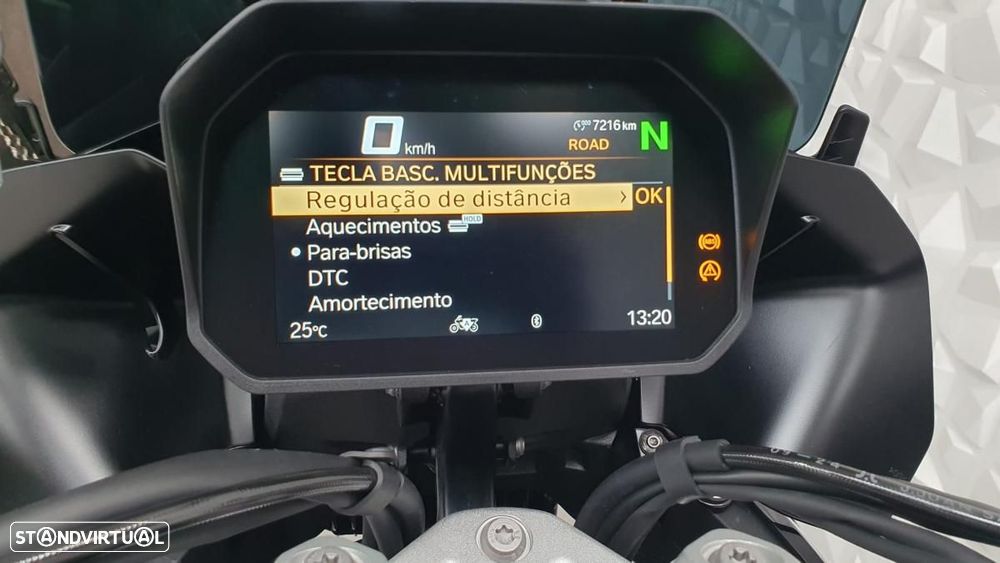 0 km/h
7216 km
ROAD
N
TECLA BASC. MULTIFUNÇÕES
Regulação de distância > OK
Aquecimentos HOLD
• Para-brisas
DTC
Amortecimento
25°C
13:20
ABS
STANDVIRTUAL